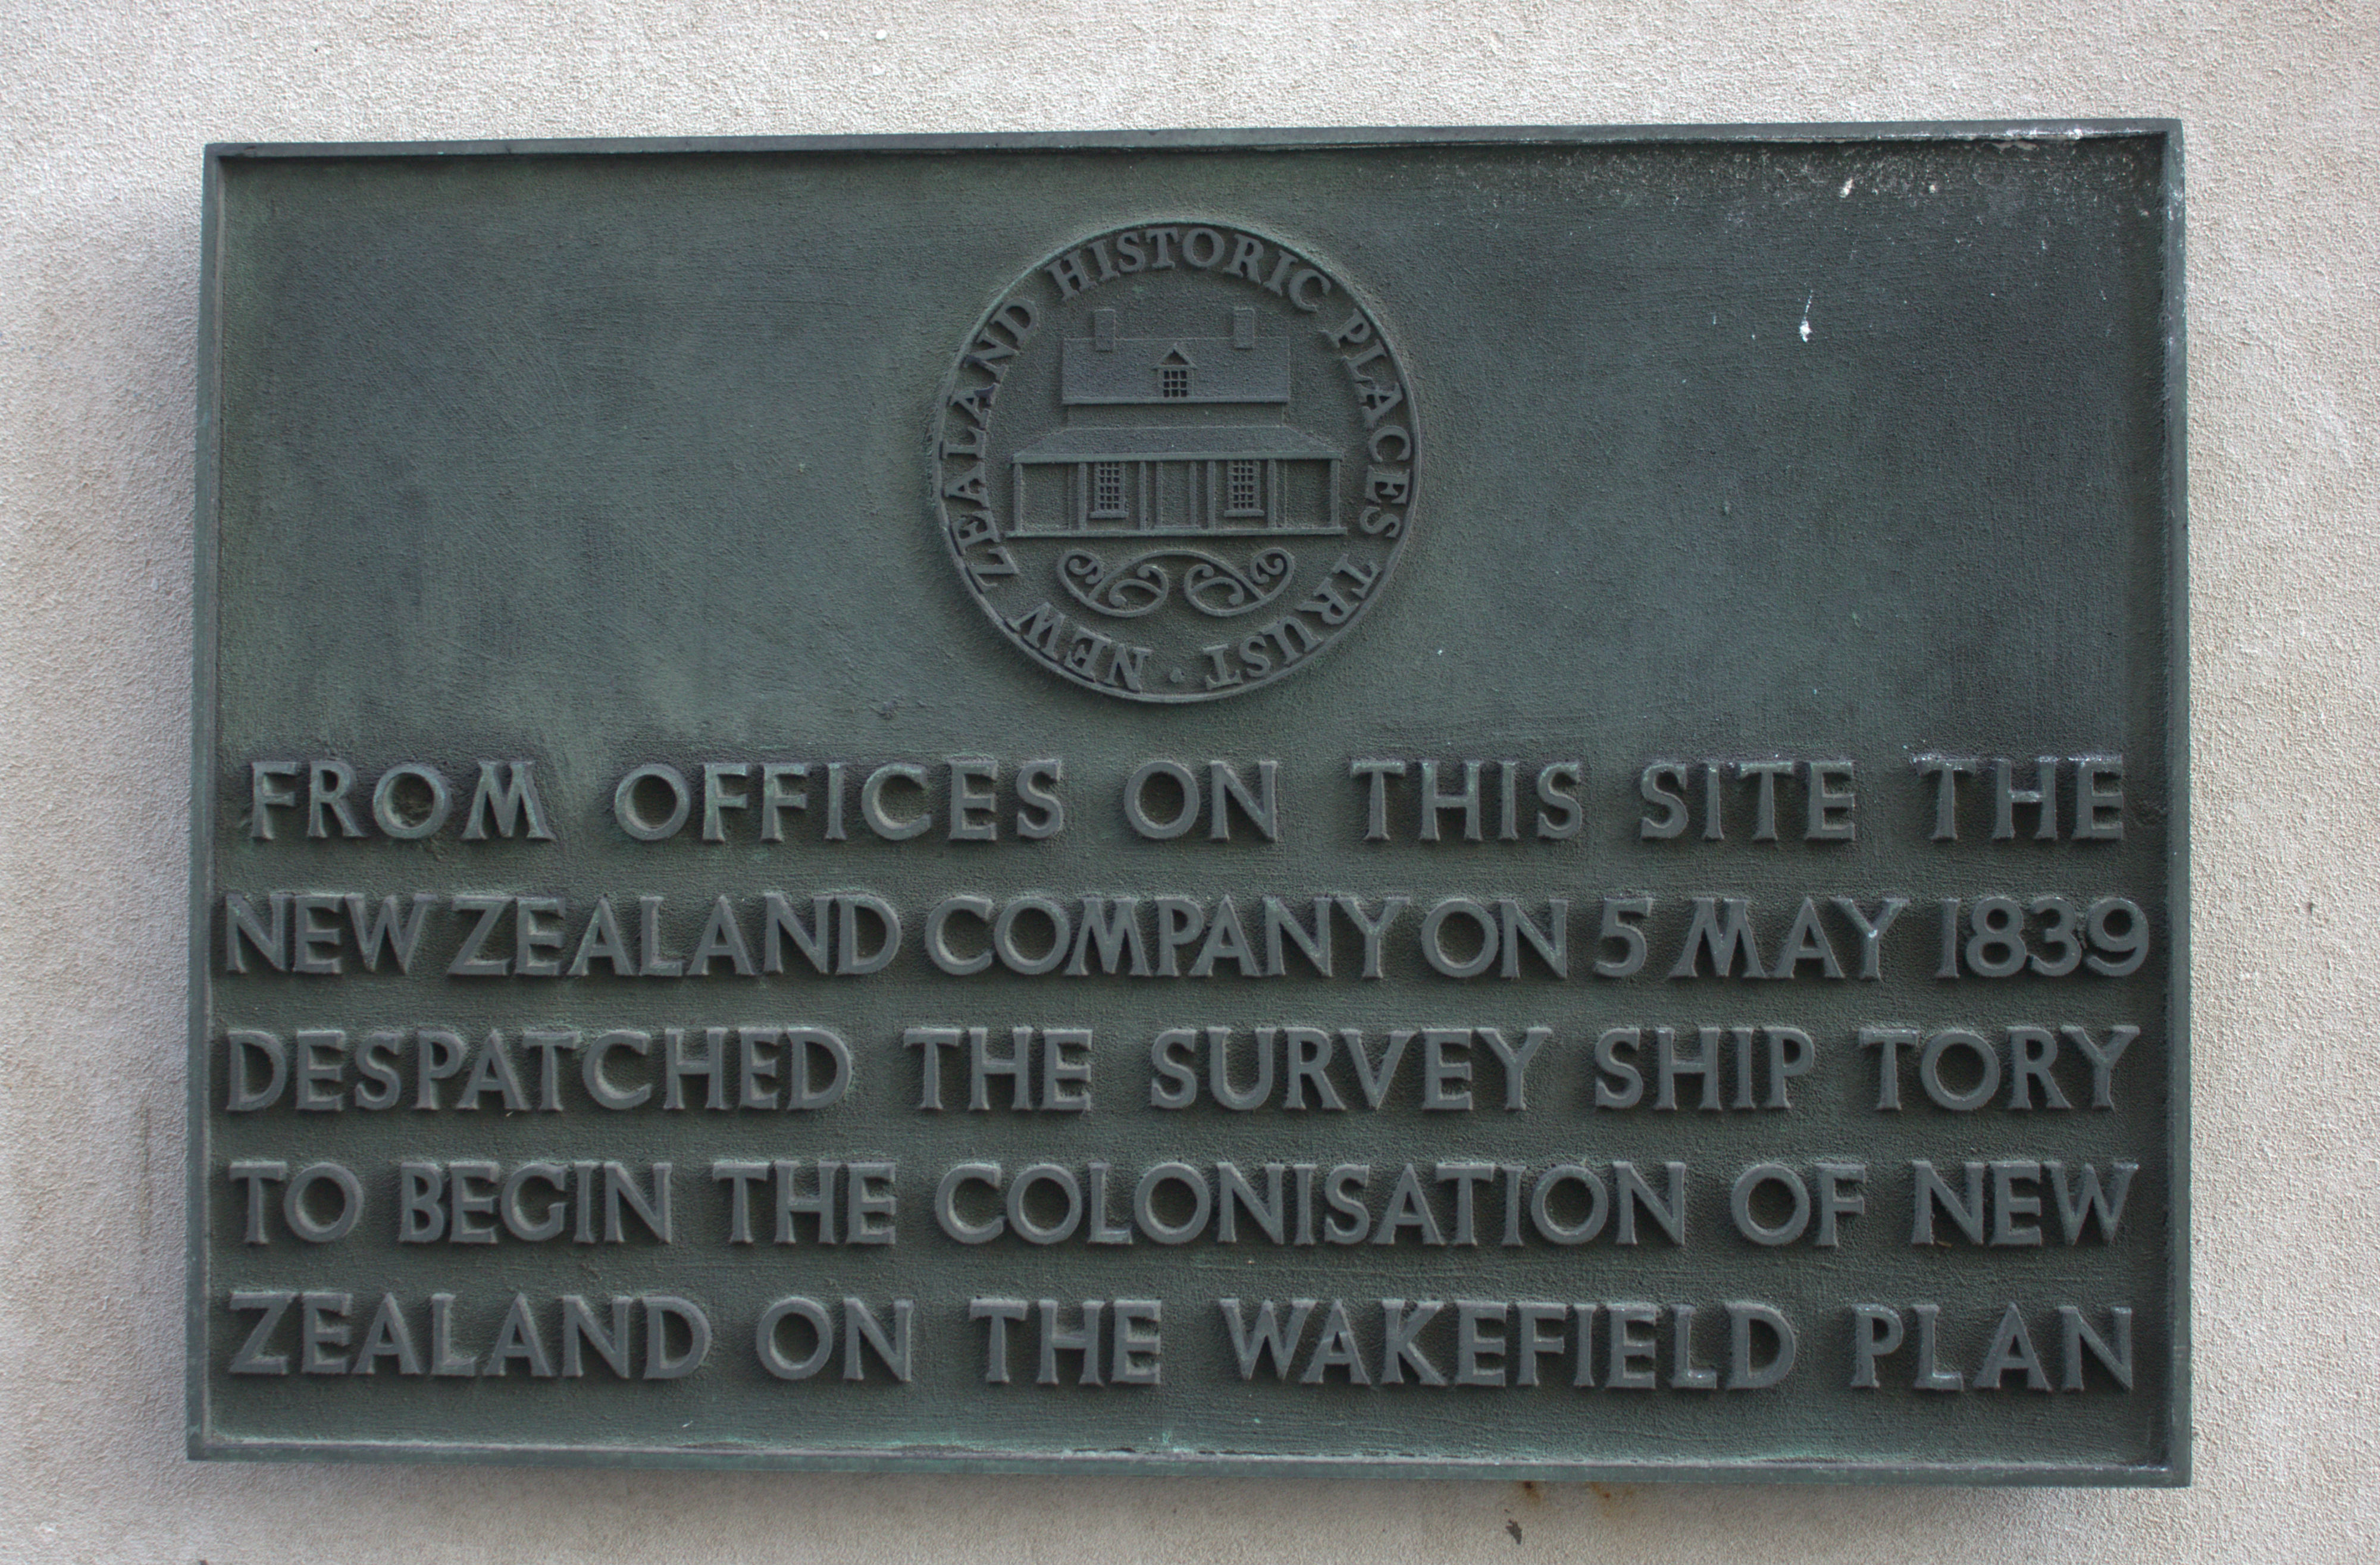 NEW ZEALAND HISTORIC PLACES TRUST ·
FROM OFFICES ON THIS SITE THE
NEW ZEALAND COMPANY ON 5 MAY 1839
DESPATCHED THE SURVEY SHIP TORY
TO BEGIN THE COLONISATION OF NEW
ZEALAND ON THE WAKEFIELD PLAN